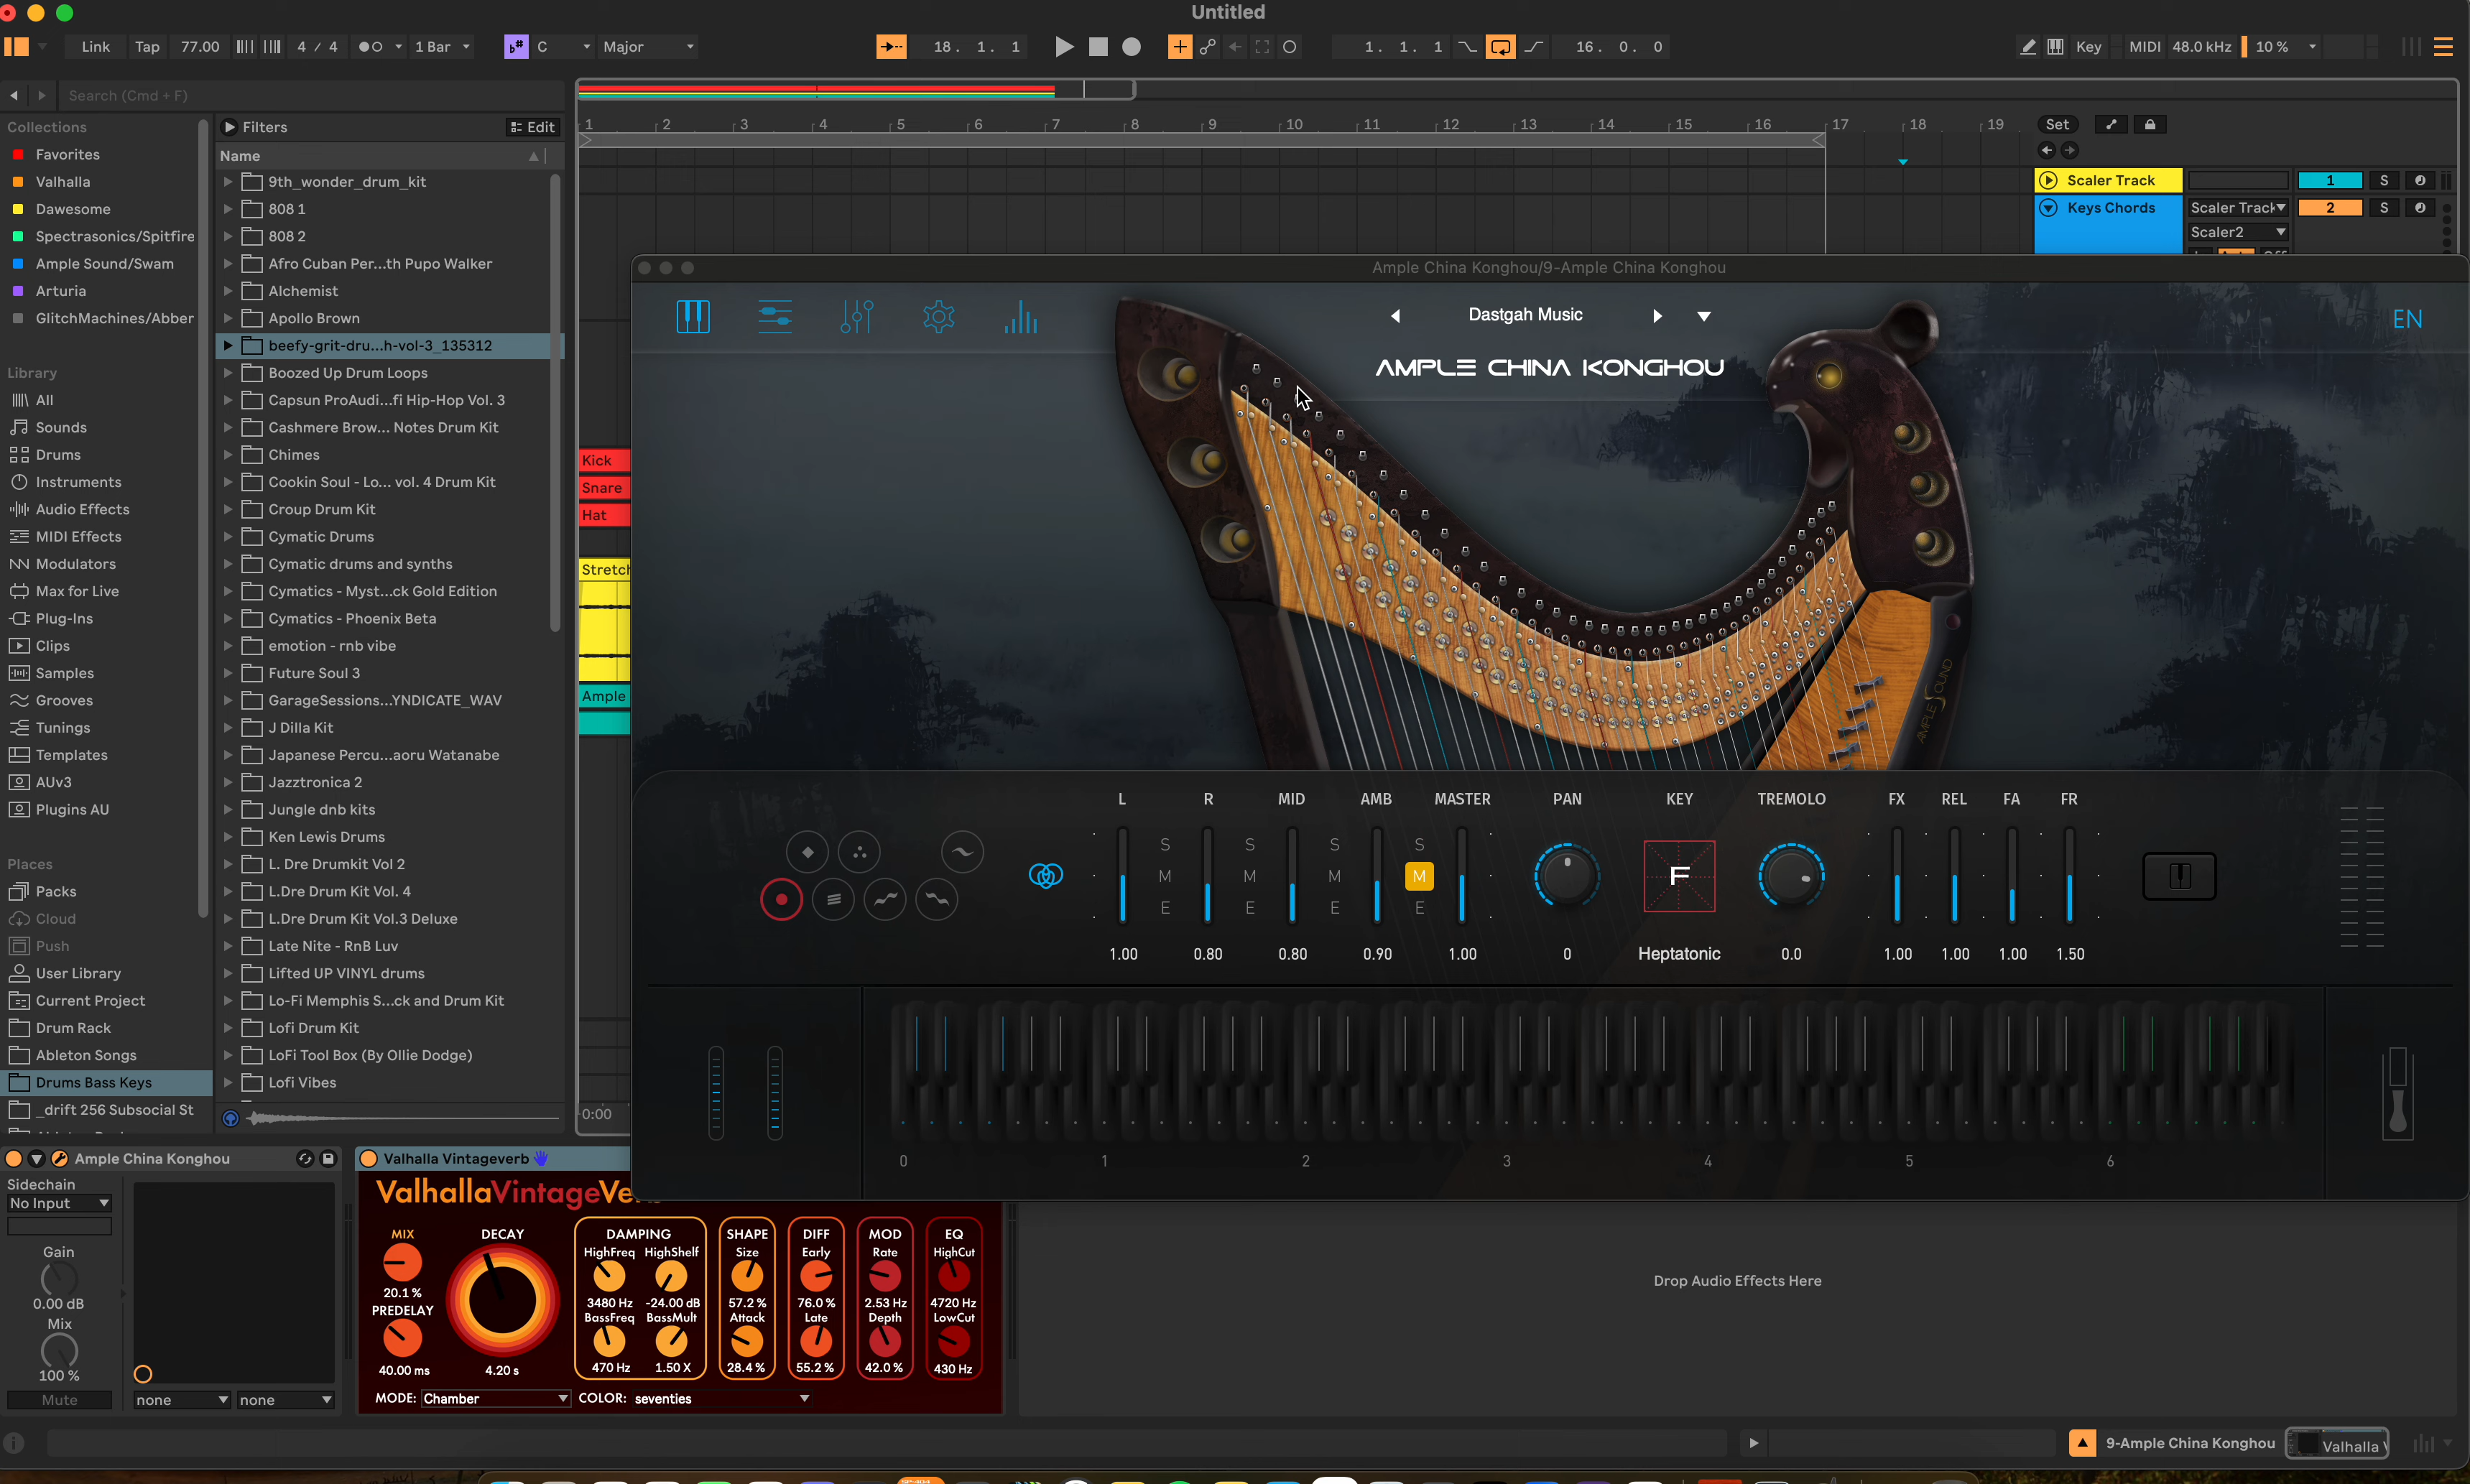 Untitled
Link Tap 77.00 4 / 4 1 Bar C Major 18. 1. 1 1. 1. 1 16. 0. 0 Key MIDI 48.0 kHz 10 %
Search (Cmd + F)
Collections
Favorites
Valhalla
Dawesome
Spectrasonics/Spitfire
Ample Sound/Swam
Arturia
GlitchMachines/Abber
Library
All
Sounds
Drums
Instruments
Audio Effects
MIDI Effects
Modulators
Max for Live
Plug-Ins
Clips
Samples
Grooves
Tunings
Templates
AUv3
Plugins AU
Places
Packs
Cloud
Push
User Library
Current Project
Drum Rack
Ableton Songs
Drums Bass Keys
_drift 256 Subsocial St
Filters Edit
Name
9th_wonder_drum_kit
808 1
808 2
Afro Cuban Per...th Pupo Walker
Alchemist
Apollo Brown
beefy-grit-dru...h-vol-3_135312
Boozed Up Drum Loops
Capsun ProAudi...fi Hip-Hop Vol. 3
Cashmere Brow... Notes Drum Kit
Chimes
Cookin Soul - Lo... vol. 4 Drum Kit
Croup Drum Kit
Cymatic Drums
Cymatic drums and synths
Cymatics - Myst...ck Gold Edition
Cymatics - Phoenix Beta
emotion - rnb vibe
Future Soul 3
GarageSessions...YNDICATE_WAV
J Dilla Kit
Japanese Percu...aoru Watanabe
Jazztronica 2
Jungle dnb kits
Ken Lewis Drums
L. Dre Drumkit Vol 2
L.Dre Drum Kit Vol. 4
L.Dre Drum Kit Vol.3 Deluxe
Late Nite - RnB Luv
Lifted UP VINYL drums
Lo-Fi Memphis S...ck and Drum Kit
Lofi Drum Kit
LoFi Tool Box (By Ollie Dodge)
Lofi Vibes
1 2 3 4 5 6 7 8 9 10 11 12 13 14 15 16 17 18 19
Set
Scaler Track 1 S
Keys Chords Scaler Track 2 S
Scaler2
Kick
Snare
Hat
Stretch
Ample
0:00
Ample China Konghou/9-Ample China Konghou
Dastgah Music
EN
AMPLE CHINA KONGHOU
AMPLE SOUND
L R MID AMB MASTER PAN KEY TREMOLO FX REL FA FR
S S S S
M M M M
E E E E
F
1.00 0.80 0.80 0.90 1.00 0 Heptatonic 0.0 1.00 1.00 1.00 1.50
0 1 2 3 4 5 6
Ample China Konghou
Sidechain
No Input
Gain
0.00 dB
Mix
100 %
Mute
none none
Valhalla Vintageverb
ValhallaVintageVe
MIX DECAY DAMPING SHAPE DIFF MOD EQ
HighFreq HighShelf Size Early Rate HighCut
20.1 % 3480 Hz -24.00 dB 57.2 % 76.0 % 2.53 Hz 4720 Hz
PREDELAY BassFreq BassMult Attack Late Depth LowCut
40.00 ms 4.20 s 470 Hz 1.50 X 28.4 % 55.2 % 42.0 % 430 Hz
MODE: Chamber COLOR: seventies
Drop Audio Effects Here
9-Ample China Konghou Valhalla V